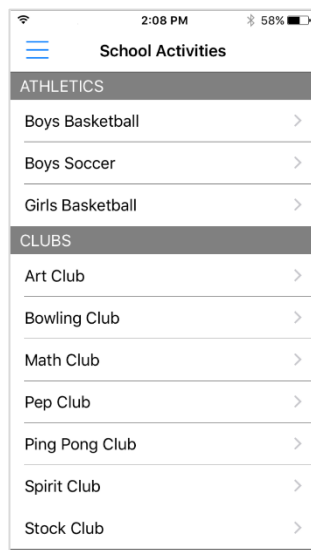 2:08 PM 58%
School Activities
ATHLETICS
Boys Basketball
Boys Soccer
Girls Basketball
CLUBS
Art Club
Bowling Club
Math Club
Pep Club
Ping Pong Club
Spirit Club
Stock Club